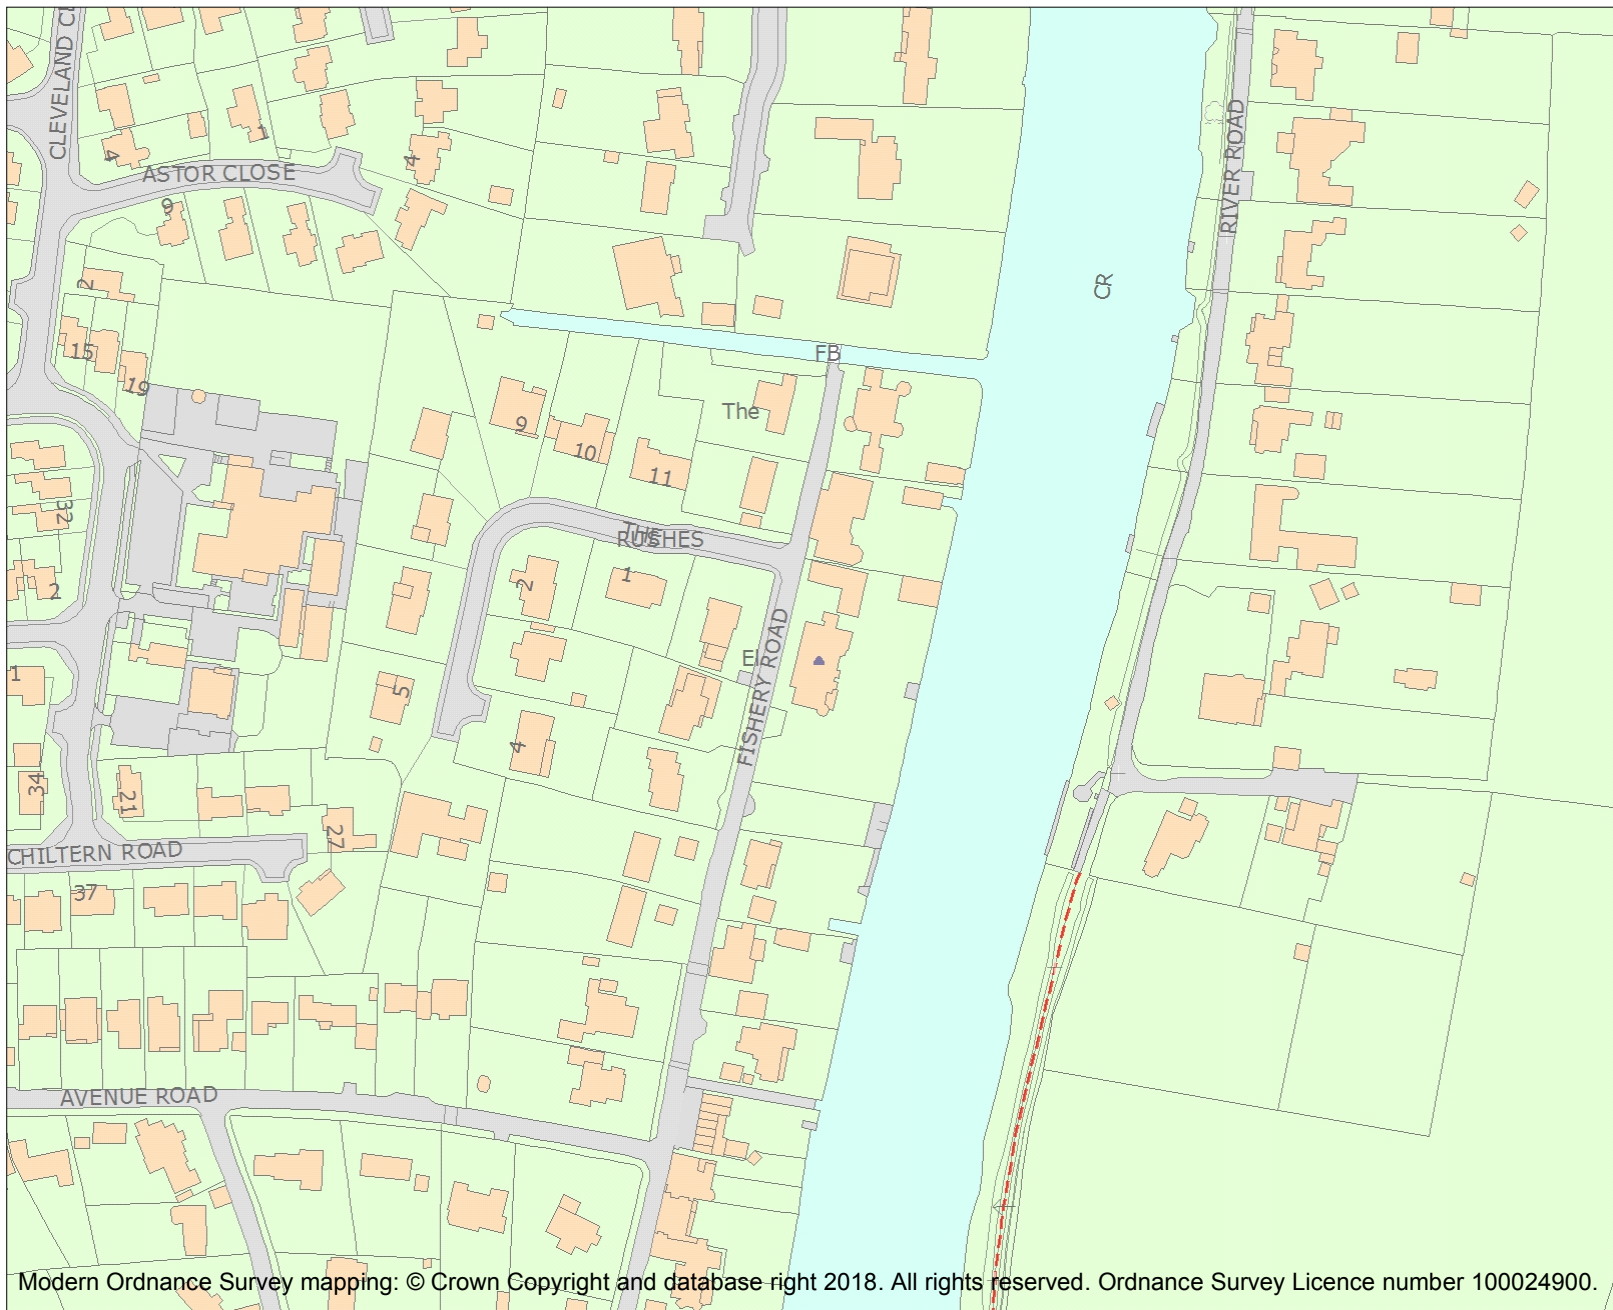 CLEVELAND CL
RIVER ROAD
1
4
ASTOR CLOSE
4
9
2
CR
15
19
FB
The
9
10
11
32
THE
RUSHES
2
1
2
FISHERY ROAD
El
1
5
4
34
21
27
CHILTERN ROAD
37
AVENUE ROAD
Modern Ordnance Survey mapping: © Crown Copyright and database right 2018. All rights reserved. Ordnance Survey Licence number 100024900.